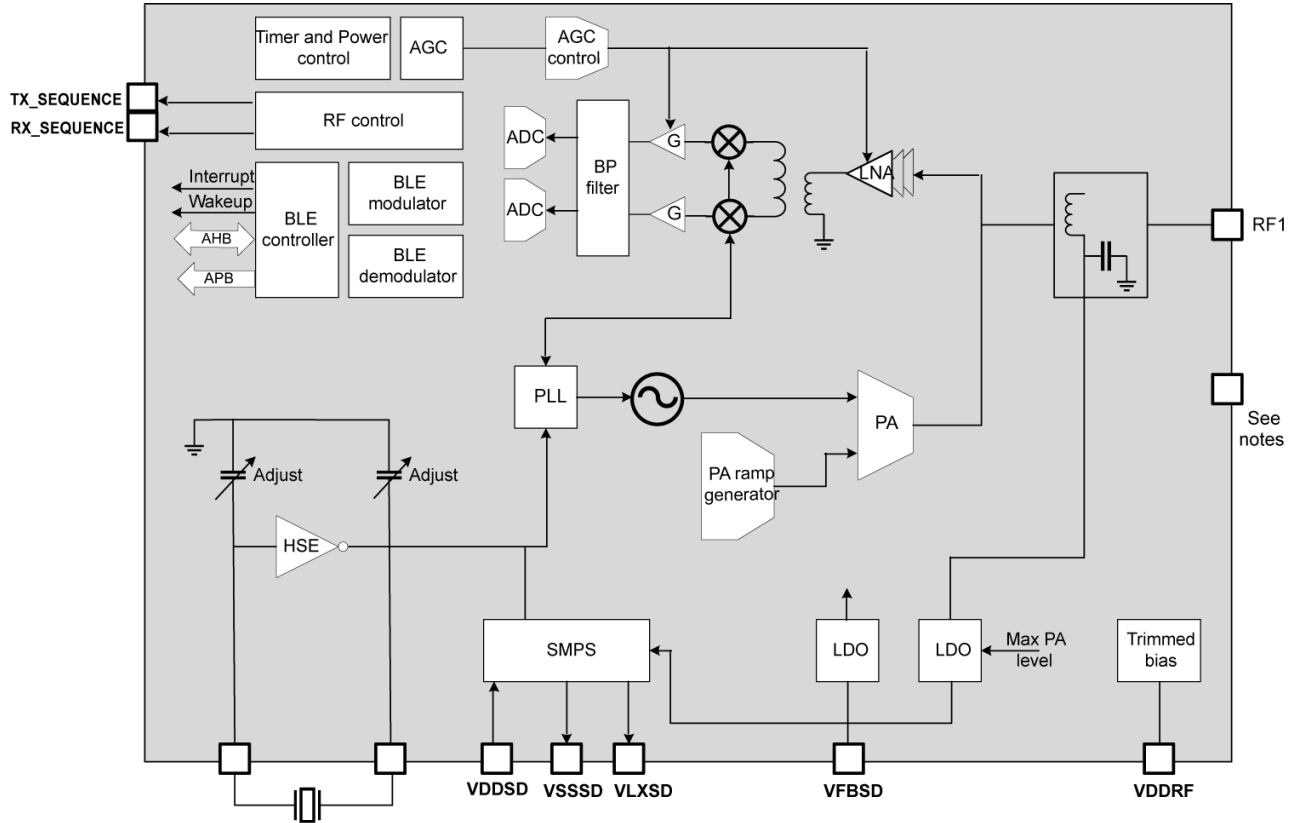 Timer and Power
control
AGC
AGC
control
TX_SEQUENCE
RX_SEQUENCE
RF control
Interrupt
Wakeup
AHB
APB
BLE
controller
BLE
modulator
BLE
demodulator
ADC
ADC
BP
filter
G
G
LNA
RF1
See
notes
PLL
PA
PA ramp
generator
Adjust
Adjust
HSE
SMPS
LDO
LDO
Max PA
level
Trimmed
bias
VDDSD
VSSSD
VLXSD
VFBSD
VDDRF